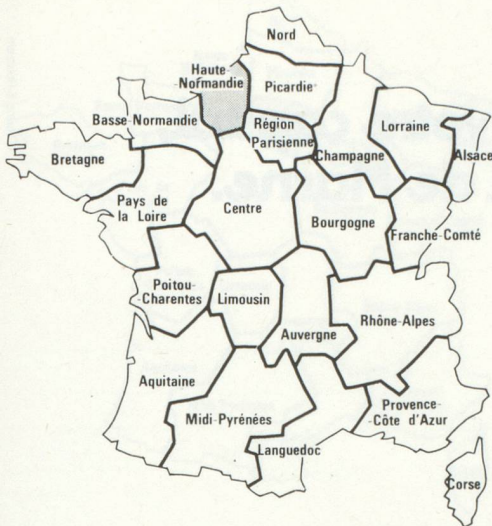 Nord
Haute-
-Normandie
Picardie
Basse-Normandie
Région
Parisienne
Lorraine
Champagne
Alsace
Bretagne
Pays de
la Loire
Centre
Bourgogne
Franche-Comté
Poitou-
Charentes
Limousin
Auvergne
Rhône-Alpes
Aquitaine
Midi-Pyrénées
Languedoc
Provence-
-Côte d'Azur
Corse